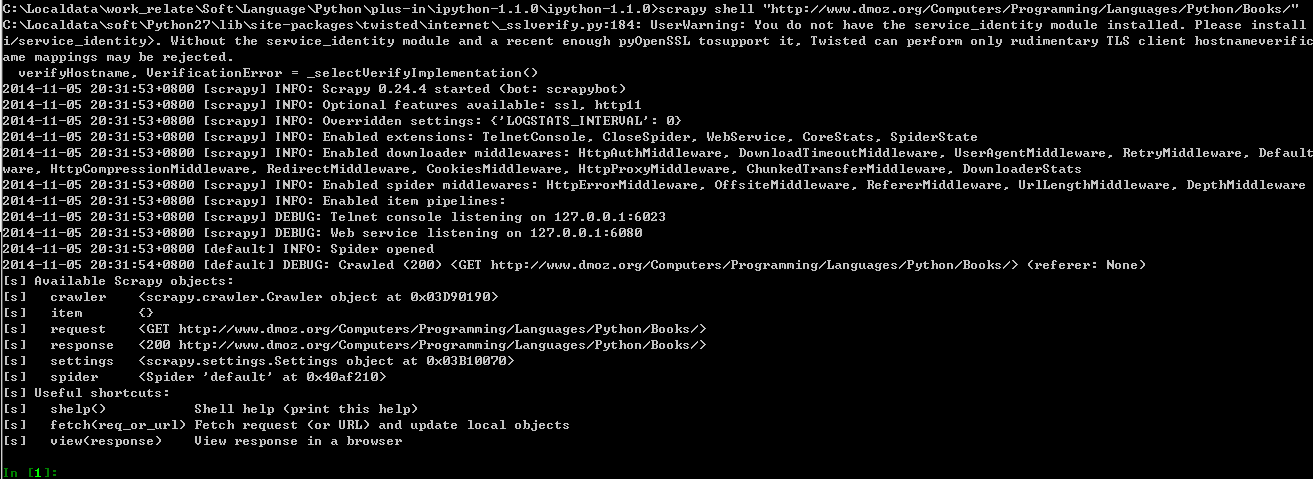 C:\Localdata\work_relate\Soft\Language\Python\plus-in\ipython-1.1.0\ipython-1.1.0>scrapy shell "http://www.dmoz.org/Computers/Programming/Languages/Python/Books/"
C:\Localdata\soft\Python27\lib\site-packages\twisted\internet\_sslverify.py:184: UserWarning: You do not have the service_identity module installed. Please install
i/service_identity>. Without the service_identity module and a recent enough pyOpenSSL tosupport it, Twisted can perform only rudimentary TLS client hostnameverific
ame mappings may be rejected.
  verifyHostname, VerificationError = _selectVerifyImplementation()
2014-11-05 20:31:53+0800 [scrapy] INFO: Scrapy 0.24.4 started (bot: scrapybot)
2014-11-05 20:31:53+0800 [scrapy] INFO: Optional features available: ssl, http11
2014-11-05 20:31:53+0800 [scrapy] INFO: Overridden settings: {'LOGSTATS_INTERVAL': 0}
2014-11-05 20:31:53+0800 [scrapy] INFO: Enabled extensions: TelnetConsole, CloseSpider, WebService, CoreStats, SpiderState
2014-11-05 20:31:53+0800 [scrapy] INFO: Enabled downloader middlewares: HttpAuthMiddleware, DownloadTimeoutMiddleware, UserAgentMiddleware, RetryMiddleware, Default
ware, HttpCompressionMiddleware, RedirectMiddleware, CookiesMiddleware, HttpProxyMiddleware, ChunkedTransferMiddleware, DownloaderStats
2014-11-05 20:31:53+0800 [scrapy] INFO: Enabled spider middlewares: HttpErrorMiddleware, OffsiteMiddleware, RefererMiddleware, UrlLengthMiddleware, DepthMiddleware
2014-11-05 20:31:53+0800 [scrapy] INFO: Enabled item pipelines:
2014-11-05 20:31:53+0800 [scrapy] DEBUG: Telnet console listening on 127.0.0.1:6023
2014-11-05 20:31:53+0800 [scrapy] DEBUG: Web service listening on 127.0.0.1:6080
2014-11-05 20:31:53+0800 [default] INFO: Spider opened
2014-11-05 20:31:54+0800 [default] DEBUG: Crawled (200) <GET http://www.dmoz.org/Computers/Programming/Languages/Python/Books/> (referer: None)
[s] Available Scrapy objects:
[s]   crawler    <scrapy.crawler.Crawler object at 0x03D90190>
[s]   item       {}
[s]   request    <GET http://www.dmoz.org/Computers/Programming/Languages/Python/Books/>
[s]   response   <200 http://www.dmoz.org/Computers/Programming/Languages/Python/Books/>
[s]   settings   <scrapy.settings.Settings object at 0x03B10070>
[s]   spider     <Spider 'default' at 0x40af210>
[s] Useful shortcuts:
[s]   shelp()           Shell help (print this help)
[s]   fetch(req_or_url) Fetch request (or URL) and update local objects
[s]   view(response)    View response in a browser
In [1]: